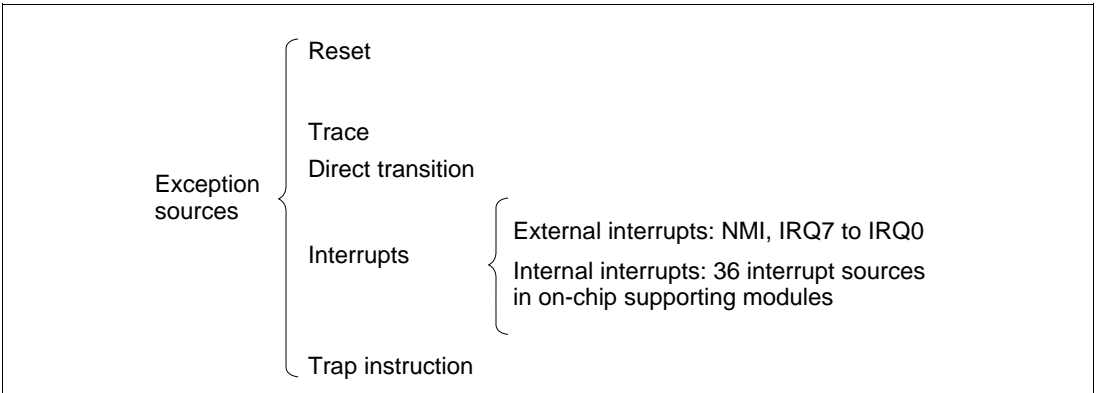 Reset
Trace
Direct transition
Exception
sources
Interrupts
External interrupts: NMI, IRQ7 to IRQ0
Internal interrupts: 36 interrupt sources
in on-chip supporting modules
Trap instruction